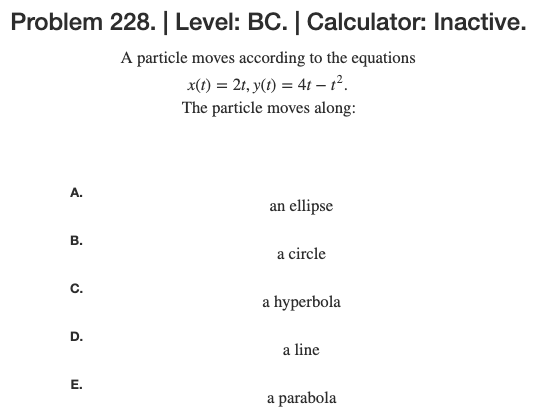 Problem 228. | Level: BC. | Calculator: Inactive.
A particle moves according to the equations
x(t) = 2t, y(t) = 4t − t².
The particle moves along:
A.
an ellipse
B.
a circle
C.
a hyperbola
D.
a line
E.
a parabola